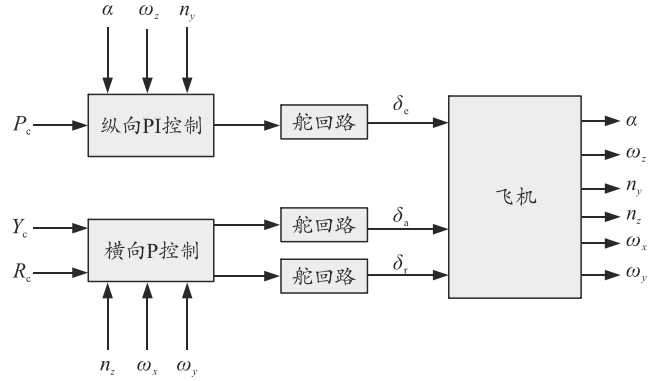 α ω_z n_y
P_c 纵向PI控制 舵回路 δ_e
飞机
α
ω_z
n_y
n_z
ω_x
ω_y
Y_c
R_c
横向P控制
舵回路 δ_a
舵回路 δ_r
n_z ω_x ω_y